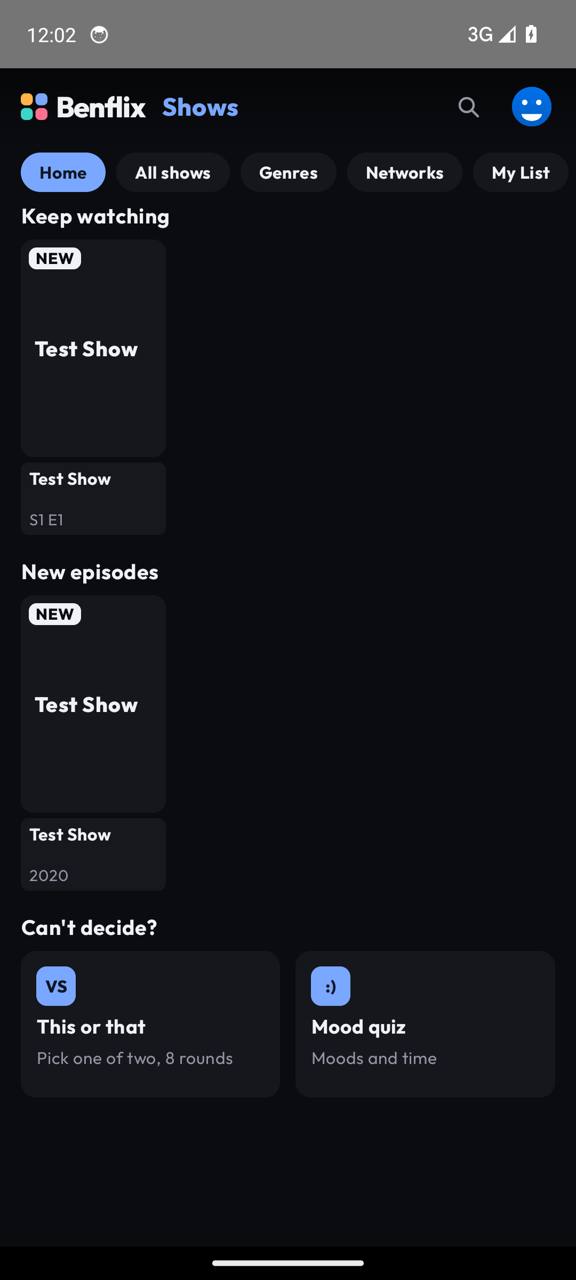 12:02 3G
Benflix Shows
Home All shows Genres Networks My List
Keep watching
NEW
Test Show
Test Show
S1 E1
New episodes
NEW
Test Show
Test Show
2020
Can't decide?
VS :)
This or that Mood quiz
Pick one of two, 8 rounds Moods and time